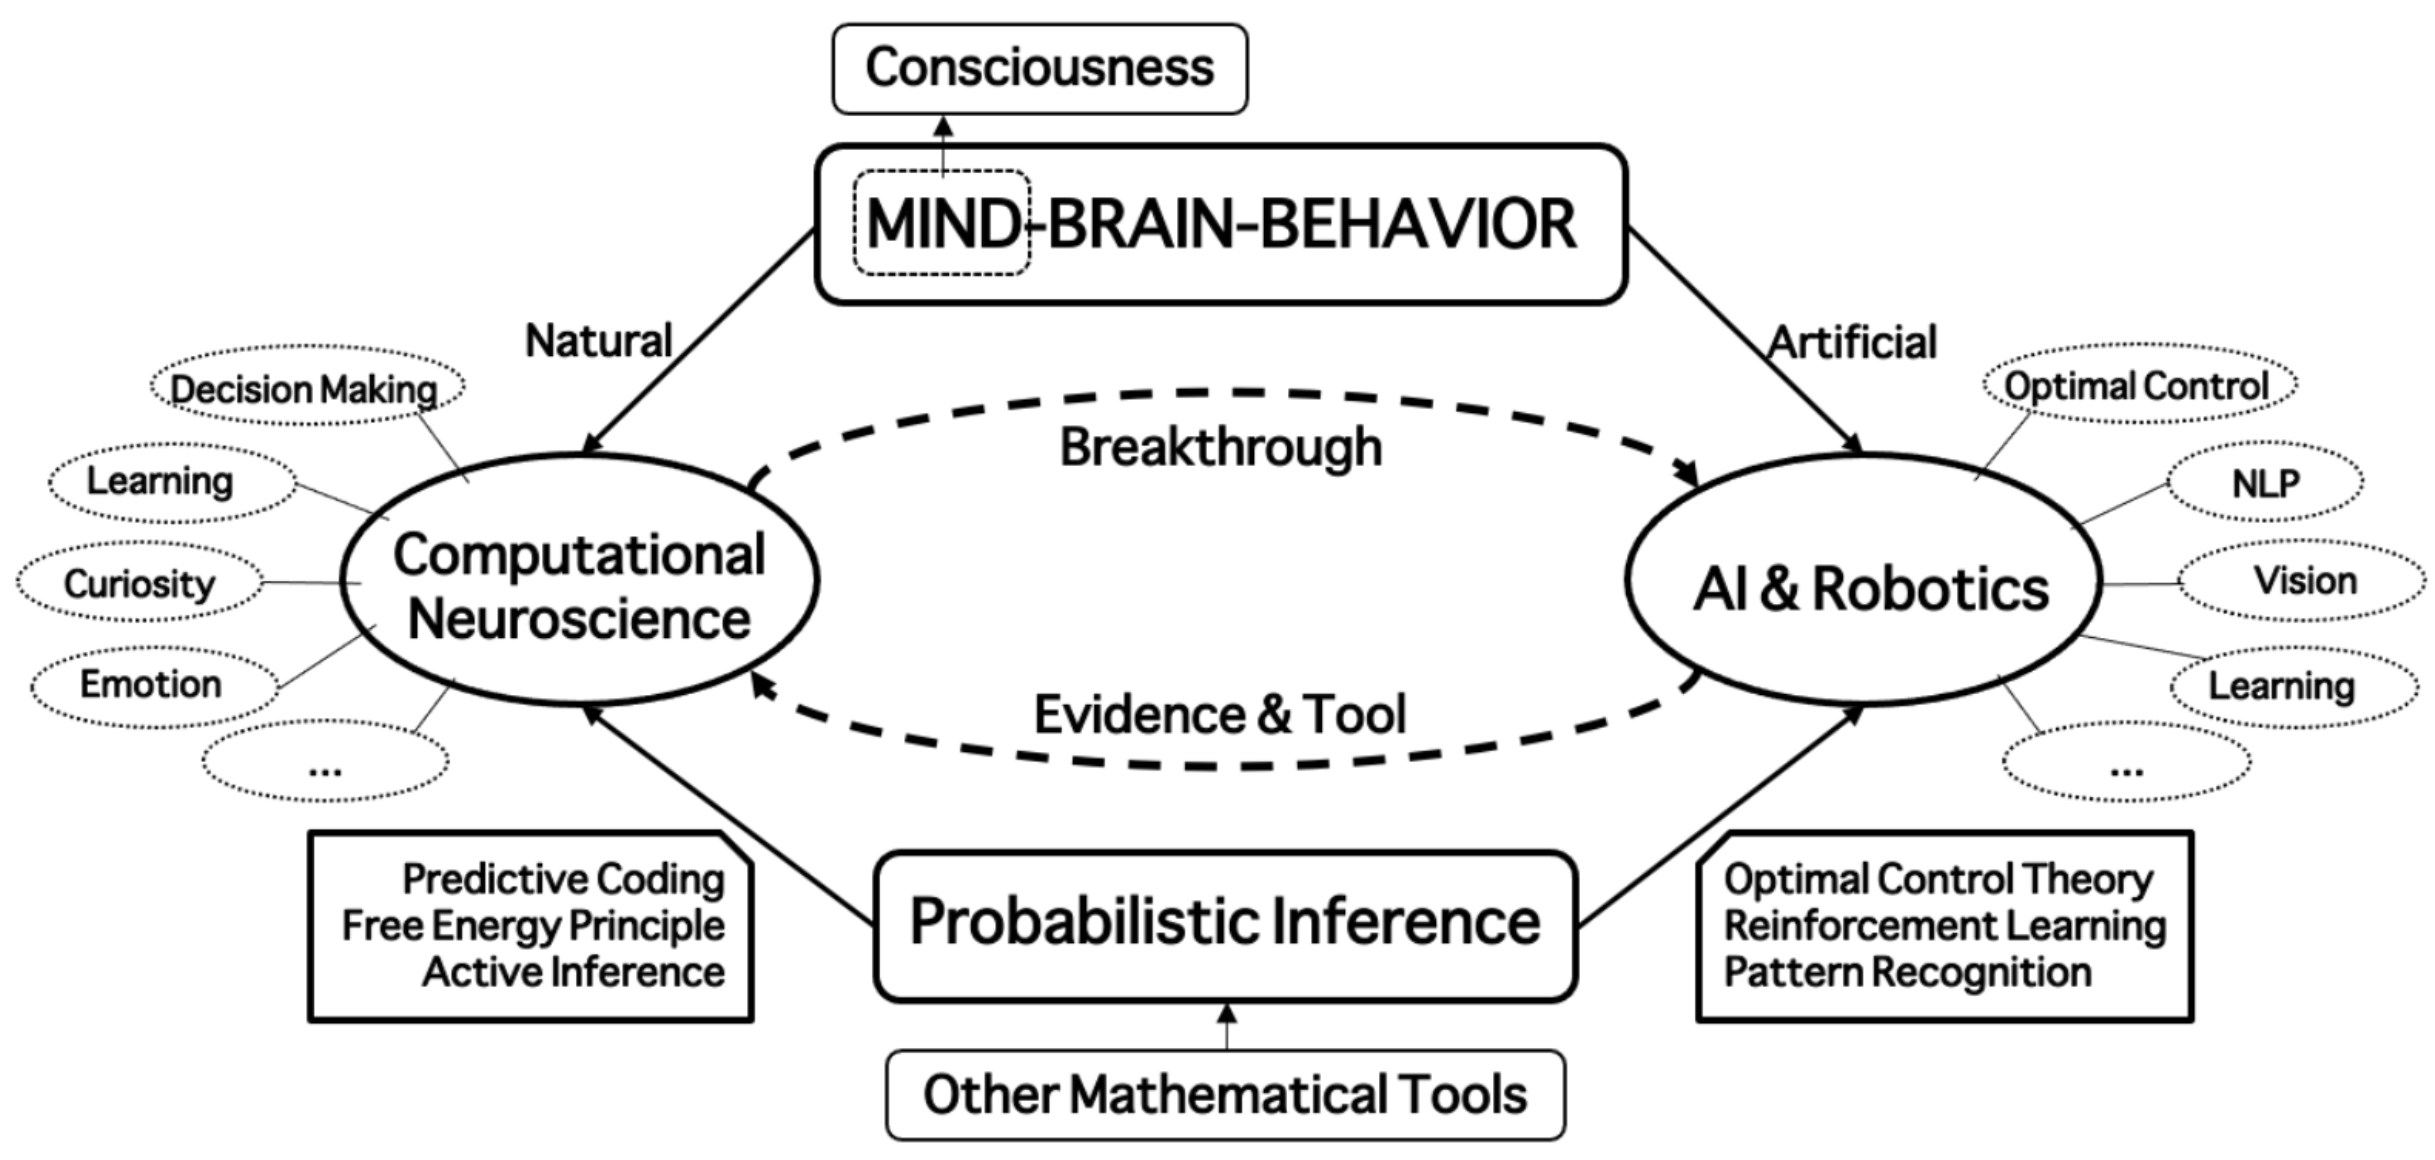 Consciousness
MIND-BRAIN-BEHAVIOR
Natural
Artificial
Decision Making
Learning
Curiosity
Emotion
...
Computational
Neuroscience
Breakthrough
Evidence & Tool
AI & Robotics
Optimal Control
NLP
Vision
Learning
...
Predictive Coding
Free Energy Principle
Active Inference
Probabilistic Inference
Optimal Control Theory
Reinforcement Learning
Pattern Recognition
Other Mathematical Tools